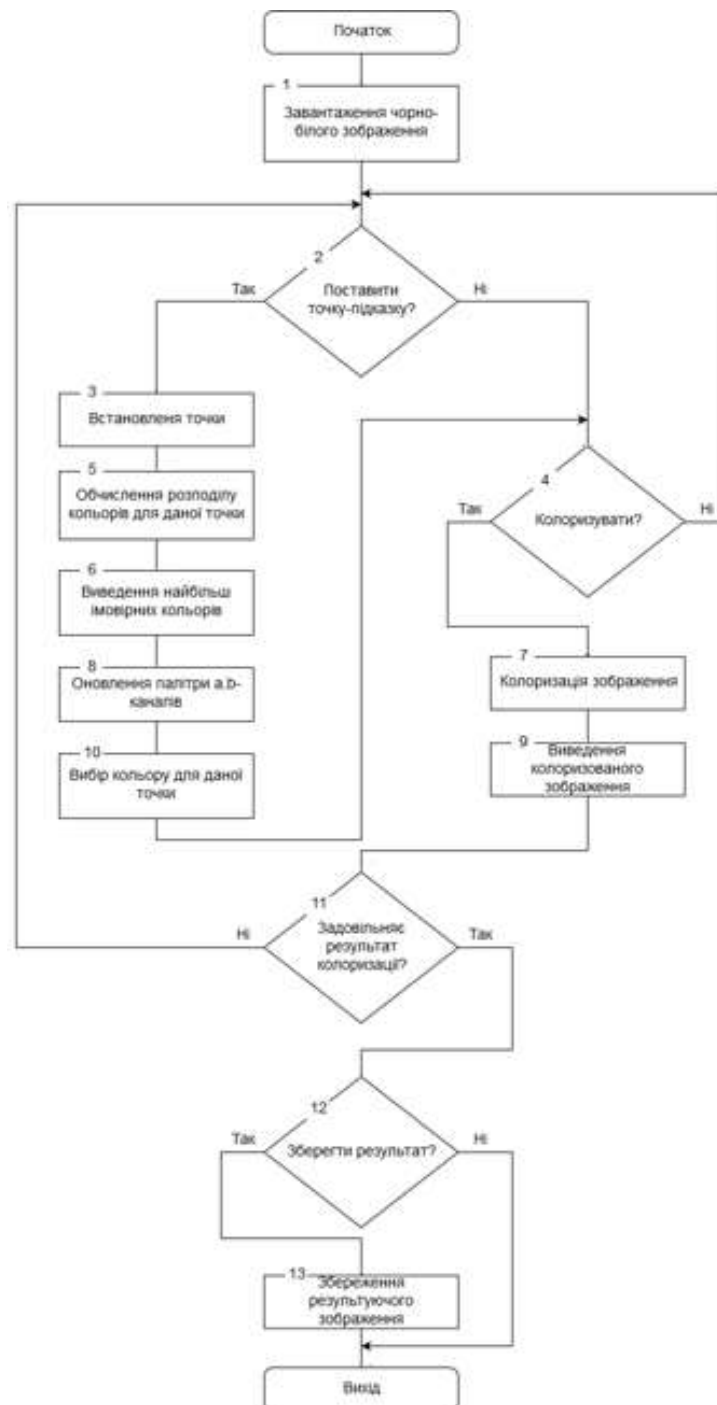 Початок
1
Завантаження чорно-
білого зображення
2
Так
Поставити
точку-підказку?
Ні
3
Встановленя точки
5
Обчислення розподілу
кольорів для даної точки
6
Виведення найбільш
імовірних кольорів
8
Оновлення палітри a.b-
каналів
10
Вибір кольору для даної
точки
4
Так
Колоризувати?
Ні
7
Колоризація зображення
9
Виведення
колоризованого
зображення
11
Ні
Задовільняє
результат
колоризації?
Так
12
Так
Зберегти результат?
Ні
13
Збереження
результуючого
зображення
Вихід